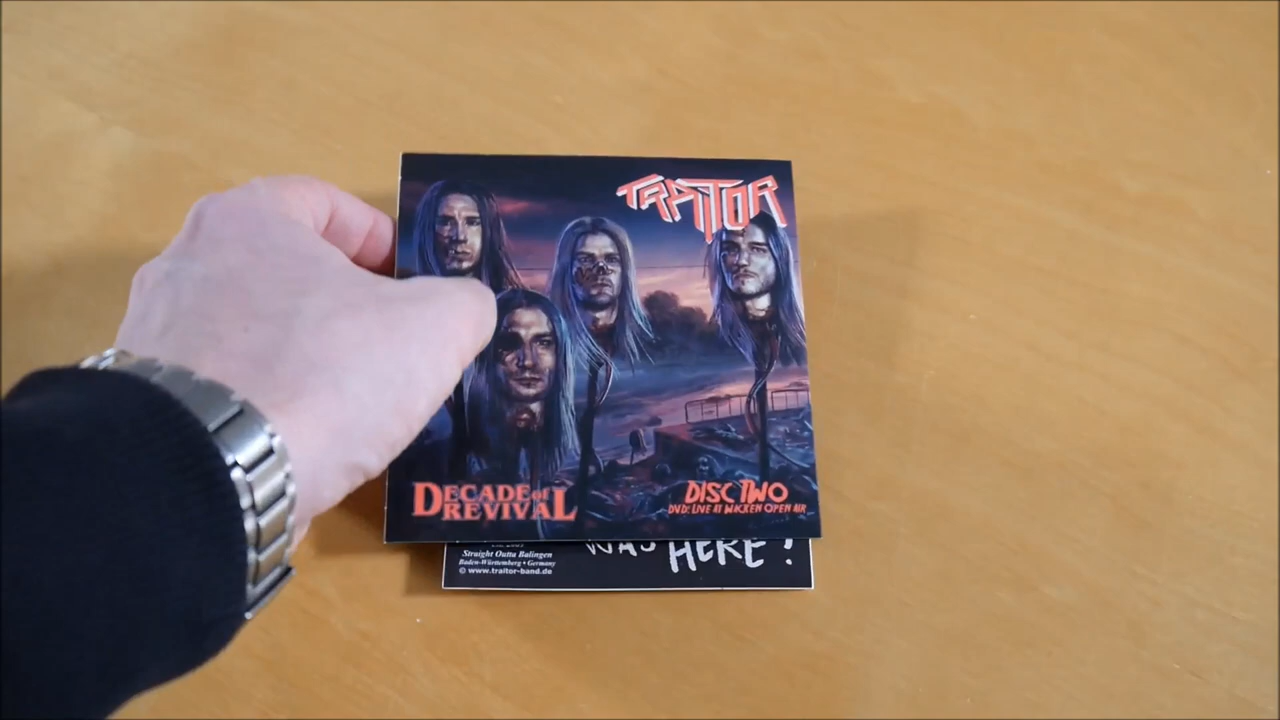 TRAITOR
DECADE of
REVIVAL
DISC TWO
DVD: LIVE AT WACKEN OPEN AIR
WAS HERE!
Straight Outta Balingen
Baden-Württemberg • Germany
© www.traitor-band.de